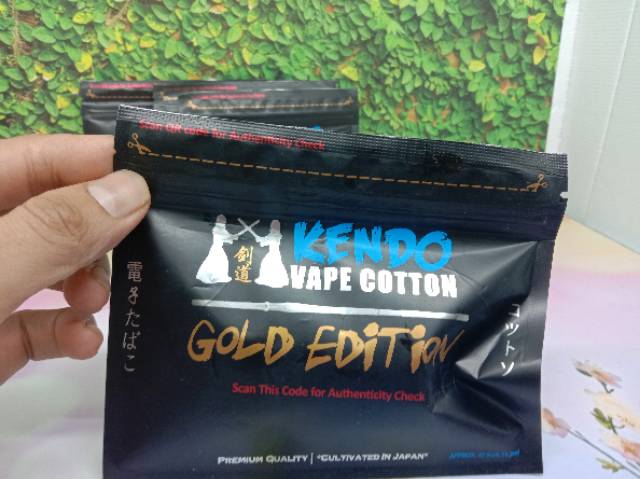 Scan QR code for Authenticity Check
KENDO
剣道
VAPE COTTON
GOLD EDITION
電子たばこ
コットン
Scan This Code for Authenticity Check
PREMIUM QUALITY | "CULTIVATED IN JAPAN"